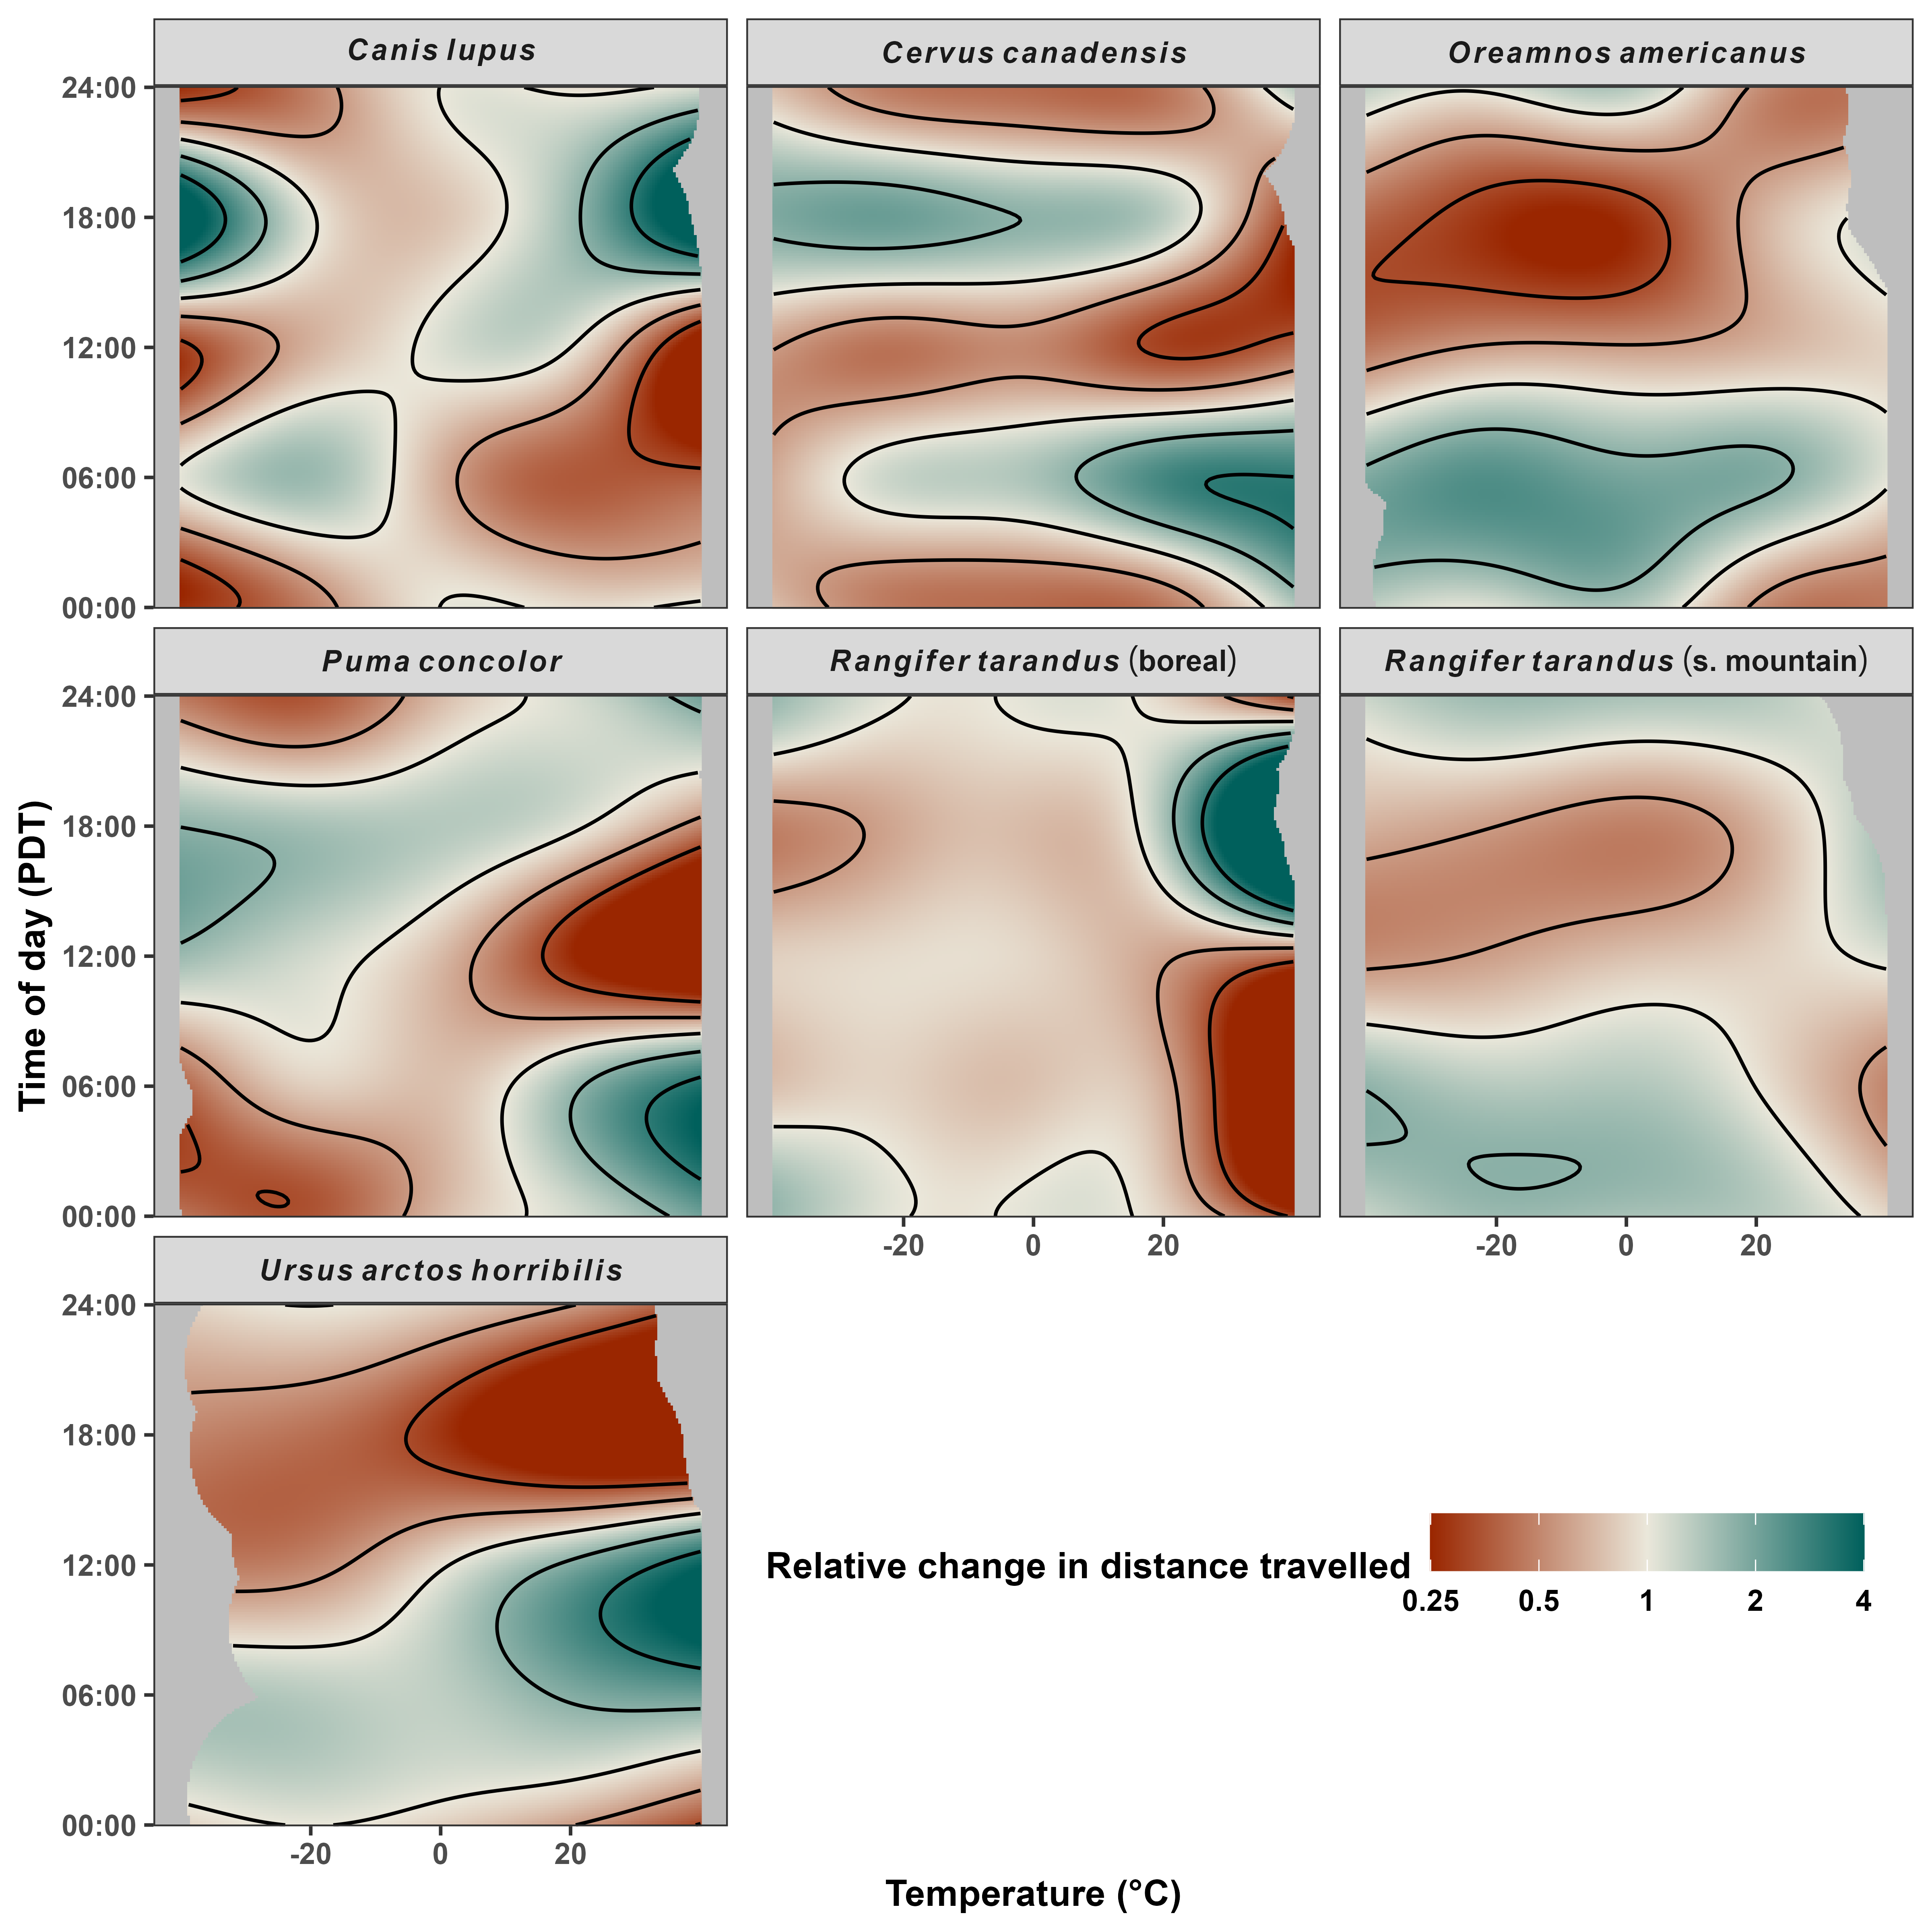 Canis lupus
Cervus canadensis
Oreamnos americanus
24:00
18:00
12:00
06:00
00:00
Puma concolor
Rangifer tarandus (boreal)
Rangifer tarandus (s. mountain)
24:00
18:00
12:00
06:00
00:00
-20 0 20
-20 0 20
Time of day (PDT)
Ursus arctos horribilis
24:00
18:00
12:00
06:00
00:00
-20 0 20
Relative change in distance travelled
0.25 0.5 1 2 4
Temperature (°C)